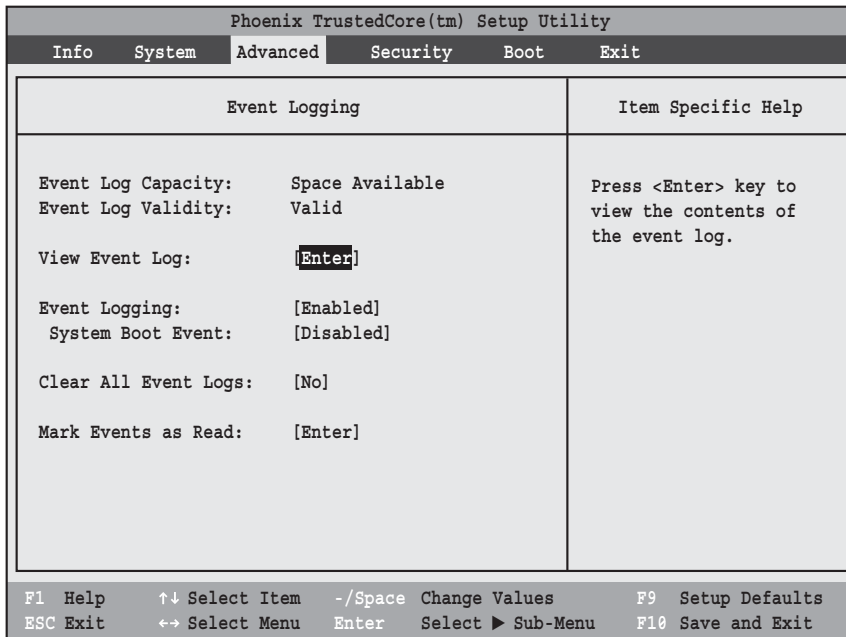 Phoenix TrustedCore(tm) Setup Utility
Info System Advanced Security Boot Exit
Event Logging
Item Specific Help
Event Log Capacity: Space Available
Event Log Validity: Valid
View Event Log: [Enter]
Event Logging: [Enabled]
System Boot Event: [Disabled]
Clear All Event Logs: [No]
Mark Events as Read: [Enter]
Press <Enter> key to
view the contents of
the event log.
F1 Help ↑↓ Select Item -/Space Change Values F9 Setup Defaults
ESC Exit ←→ Select Menu Enter Select ▶ Sub-Menu F10 Save and Exit